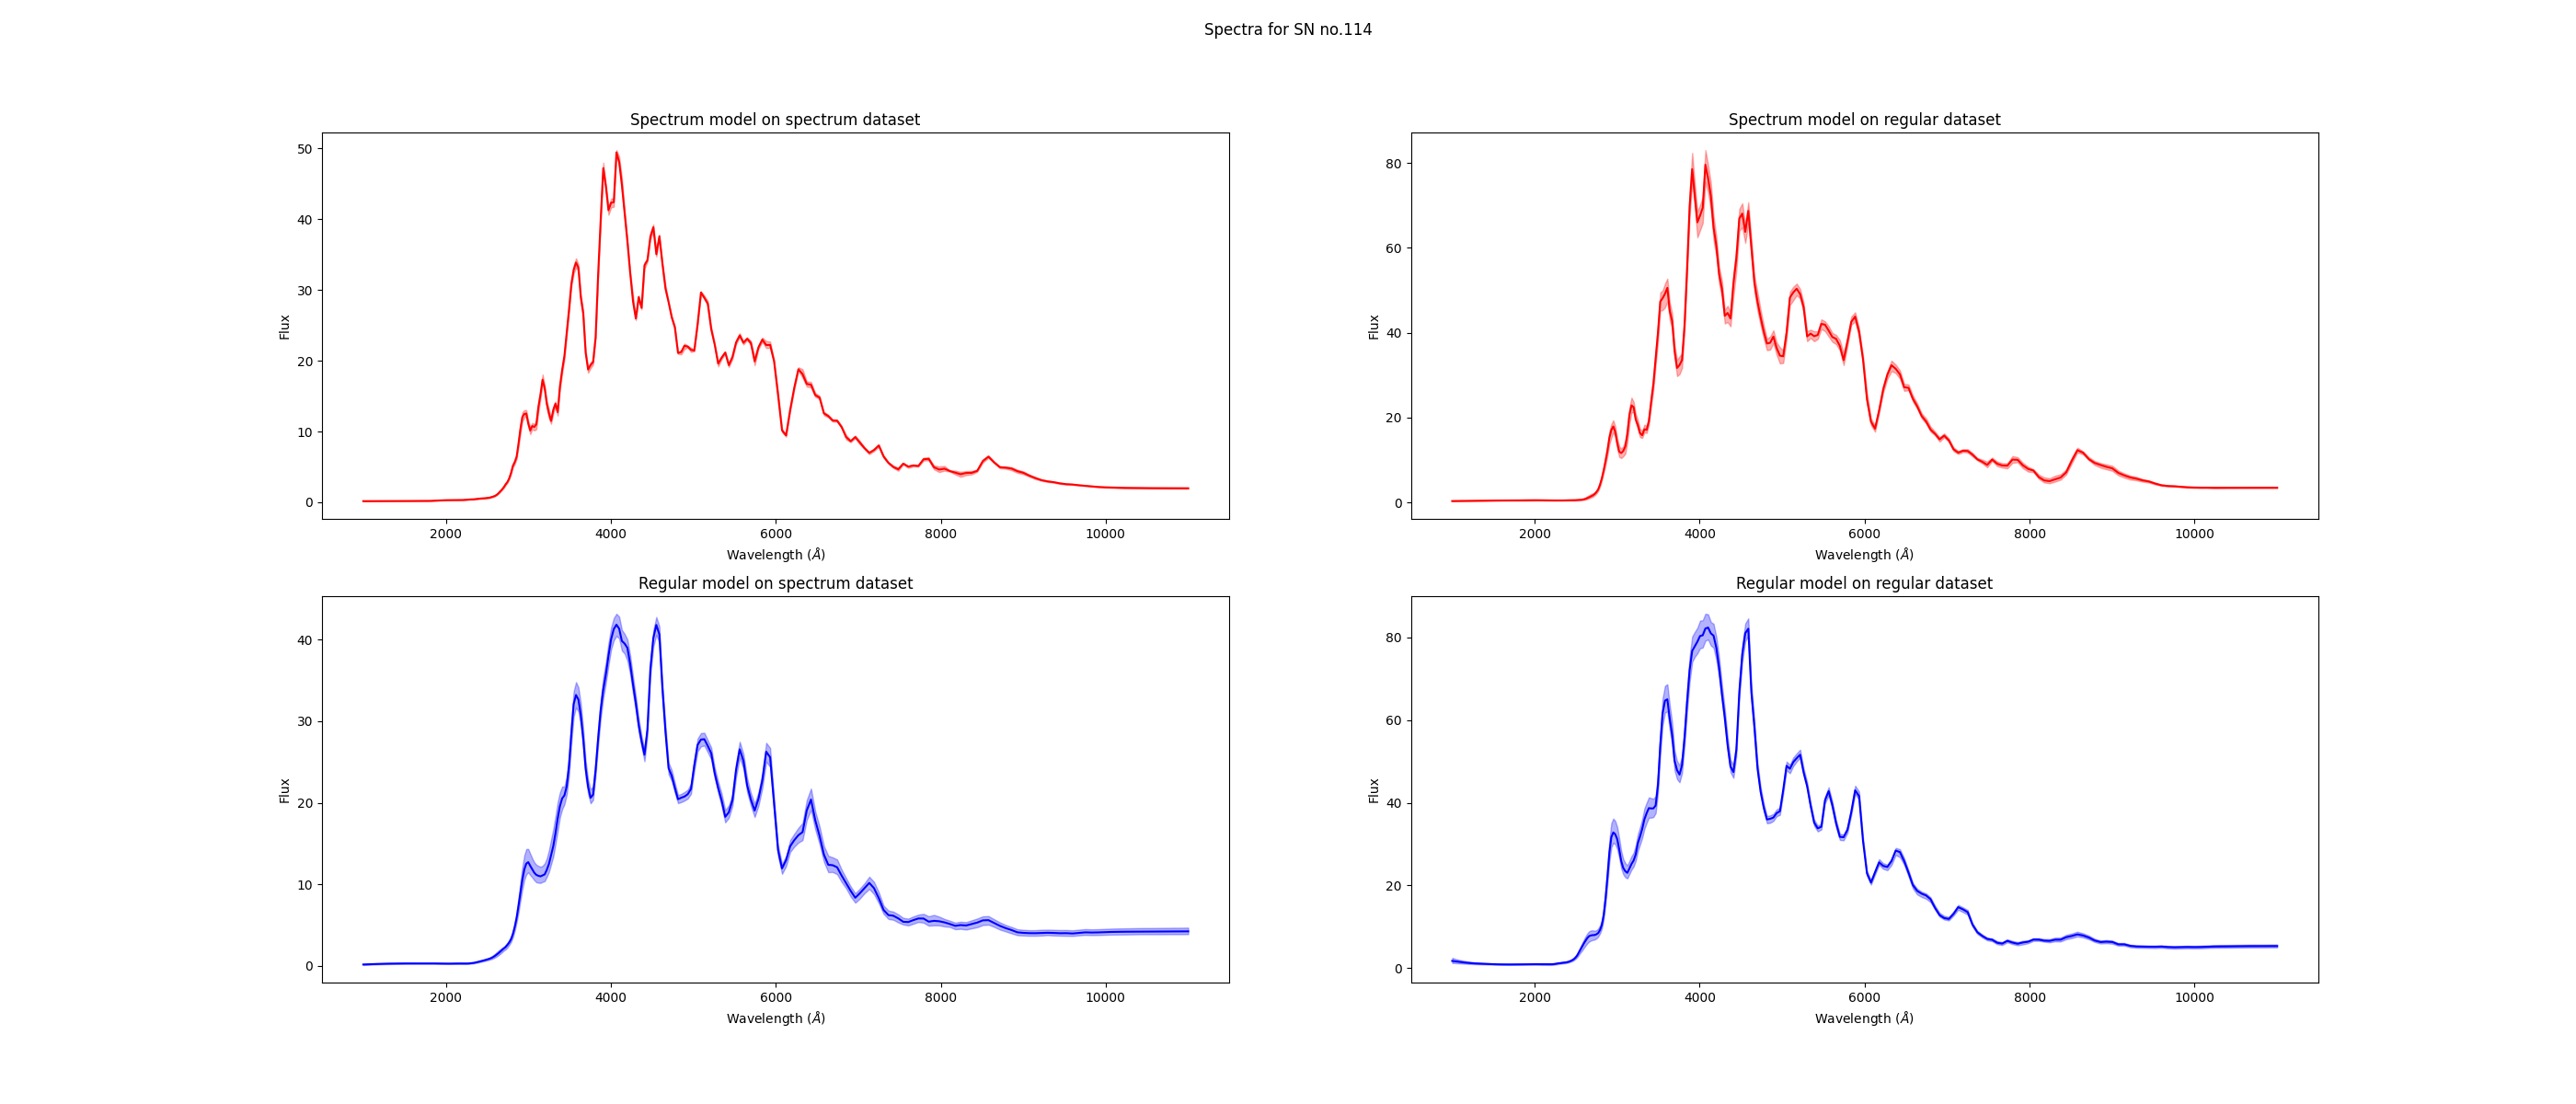 Spectra for SN no.114
Spectrum model on spectrum dataset
50
40
30
20
10
0
Flux
2000 4000 6000 8000 10000
Wavelength (Å)
Spectrum model on regular dataset
80
60
40
20
0
Flux
2000 4000 6000 8000 10000
Wavelength (Å)
Regular model on spectrum dataset
40
30
20
10
0
Flux
2000 4000 6000 8000 10000
Wavelength (Å)
Regular model on regular dataset
80
60
40
20
0
Flux
2000 4000 6000 8000 10000
Wavelength (Å)